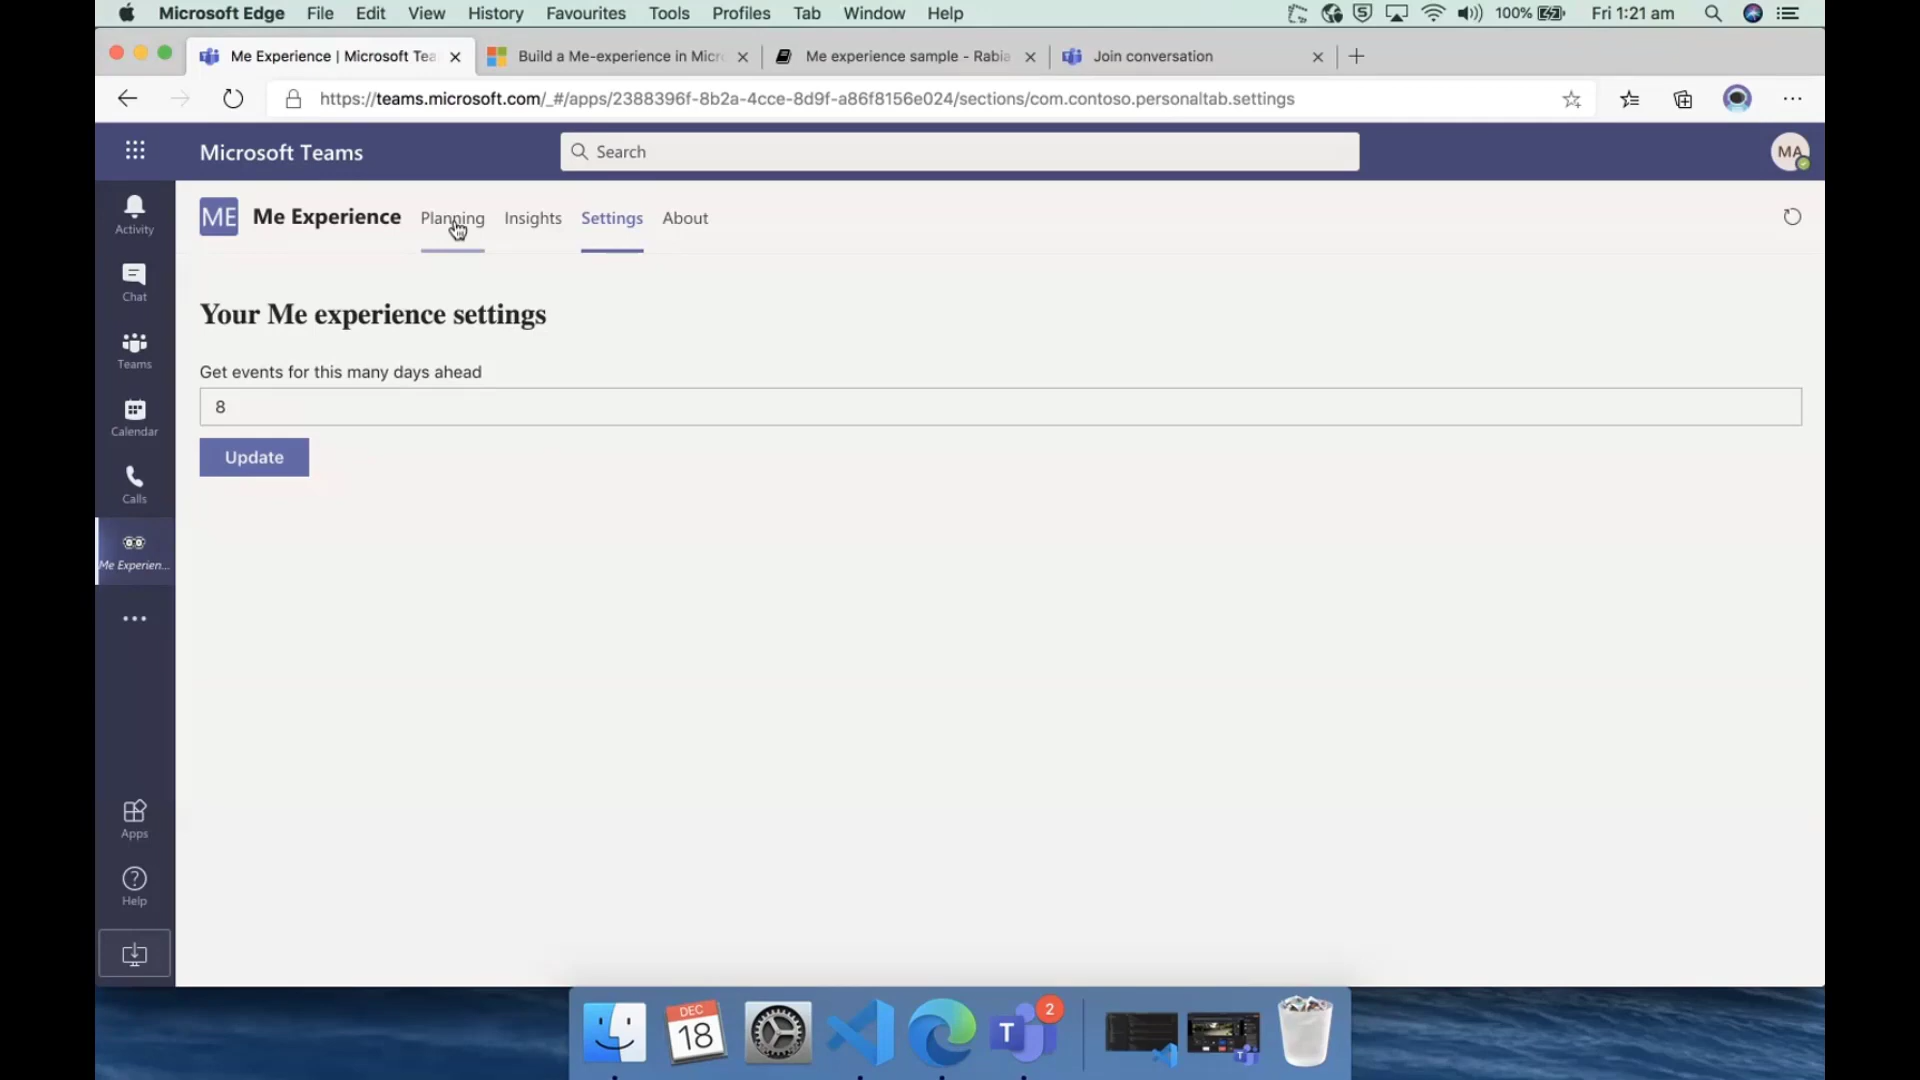 Microsoft Edge File Edit View History Favourites Tools Profiles Tab Window Help 100% Fri 1:21 am
Me Experience | Microsoft Tea Build a Me-experience in Micr Me experience sample - Rabia Join conversation
https://teams.microsoft.com/_#/apps/2388396f-8b2a-4cce-8d9f-a86f8156e024/sections/com.contoso.personaltab.settings
Microsoft Teams Search MA
ME Me Experience Planning Insights Settings About
Activity
Chat
Teams
Calendar
Calls
Me Experien...
Apps
Help
Your Me experience settings
Get events for this many days ahead
8
Update
DEC
18
T
2